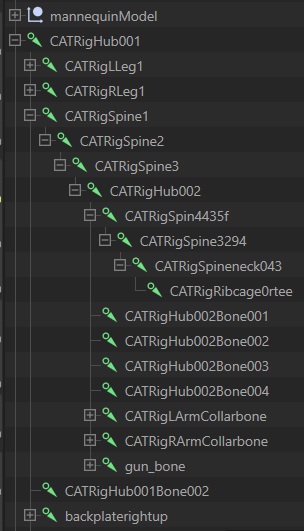 mannequinModel
CATRigHub001
CATRigLLeg1
CATRigRLeg1
CATRigSpine1
CATRigSpine2
CATRigSpine3
CATRigHub002
CATRigSpin4435f
CATRigSpine3294
CATRigSpineneck043
CATRigRibcage0rtee
CATRigHub002Bone001
CATRigHub002Bone002
CATRigHub002Bone003
CATRigHub002Bone004
CATRigLArmCollarbone
CATRigRArmCollarbone
gun_bone
CATRigHub001Bone002
backplaterightup